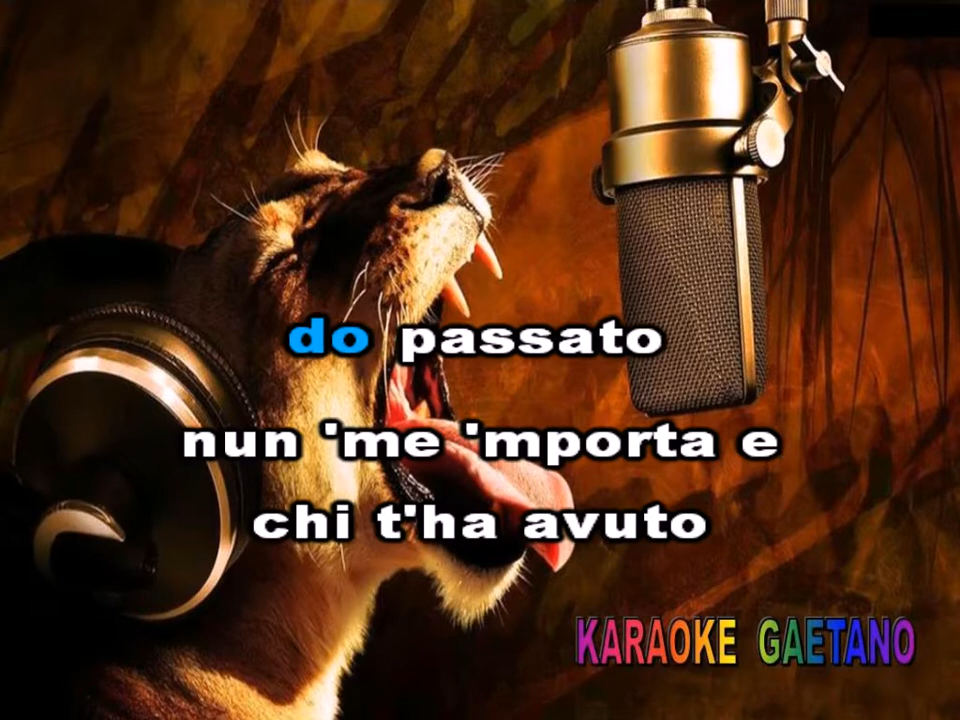 do passato
nun 'me 'mporta e
chi t'ha avuto
KARAOKE GAETANO